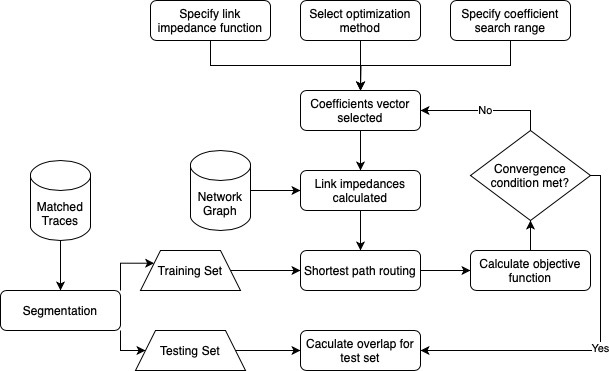 Specify link
impedance function
Select optimization
method
Specify coefficient
search range
Coefficients vector
selected
No
Convergence
condition met?
Matched
Traces
Network
Graph
Link impedances
calculated
Training Set
Shortest path routing
Calculate objective
function
Segmentation
Testing Set
Caculate overlap for
test set
Yes